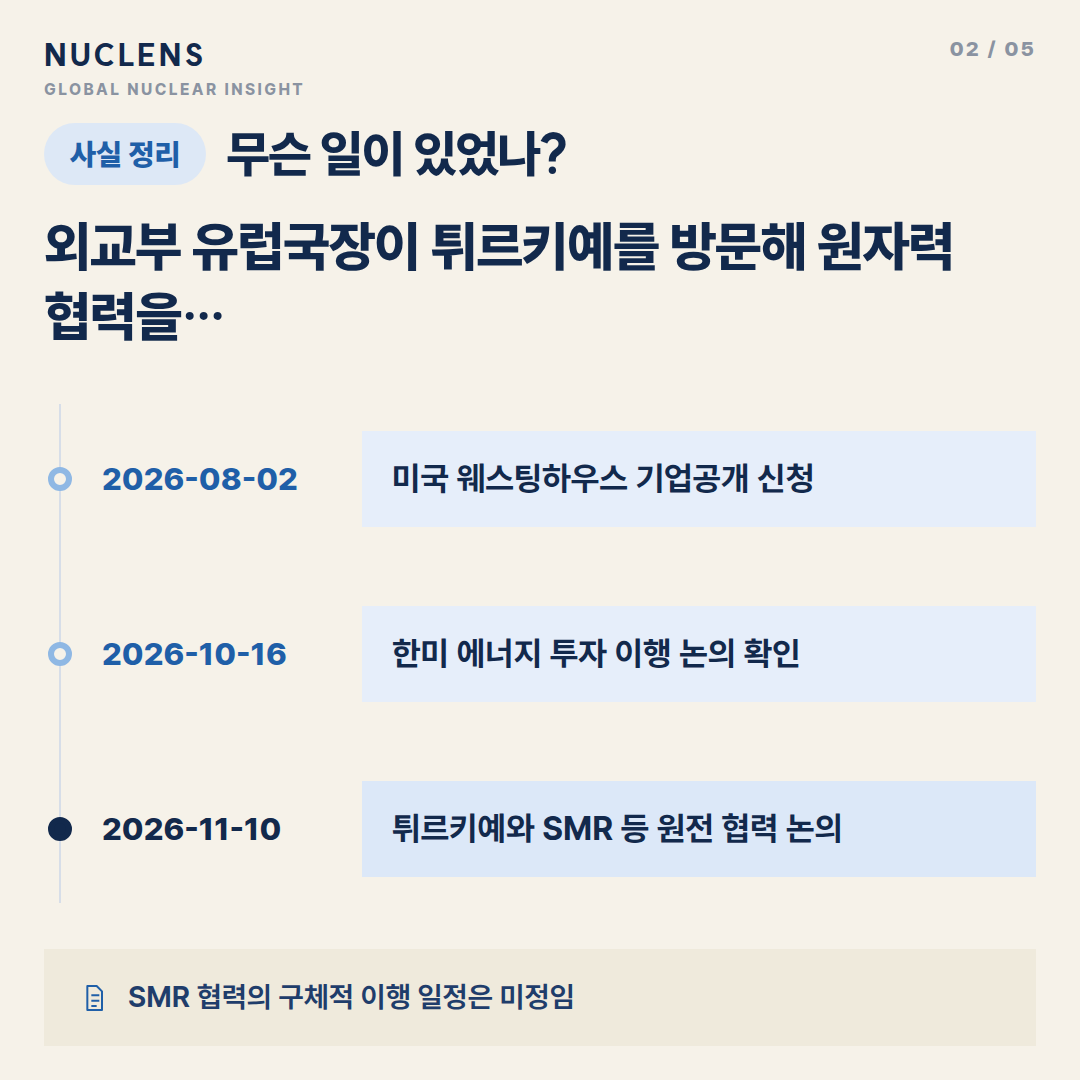 NUCLENS
02 / 05
GLOBAL NUCLEAR INSIGHT
사실 정리
무슨 일이 있었나?
외교부 유럽국장이 튀르키예를 방문해 원자력
협력을…
2026-08-02
미국 웨스팅하우스 기업공개 신청
2026-10-16
한미 에너지 투자 이행 논의 확인
2026-11-10
튀르키예와 SMR 등 원전 협력 논의
SMR 협력의 구체적 이행 일정은 미정임